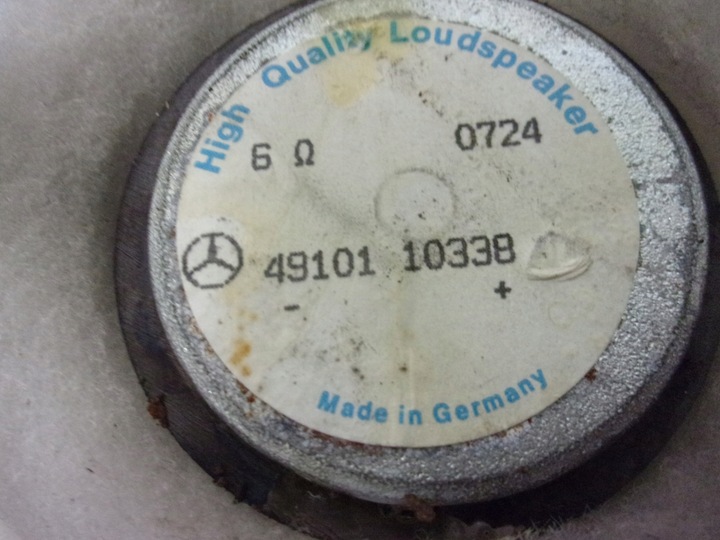 High Quality Loudspeaker
6 Ω 0724
49101 10338
- +
Made in Germany